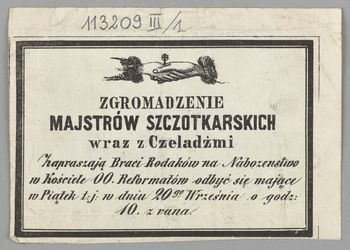 113209 III/1
ZGROMADZENIE
MAJSTRÓW SZCZOTKARSKICH
wraz z Czeladźmi
Zapraszają Braci Rodaków na Nabożenstwo
w Kościele OO. Reformatów odbyć się mające
w Piątek t:j: w dniu 20go Września o godz:
10. z rana.